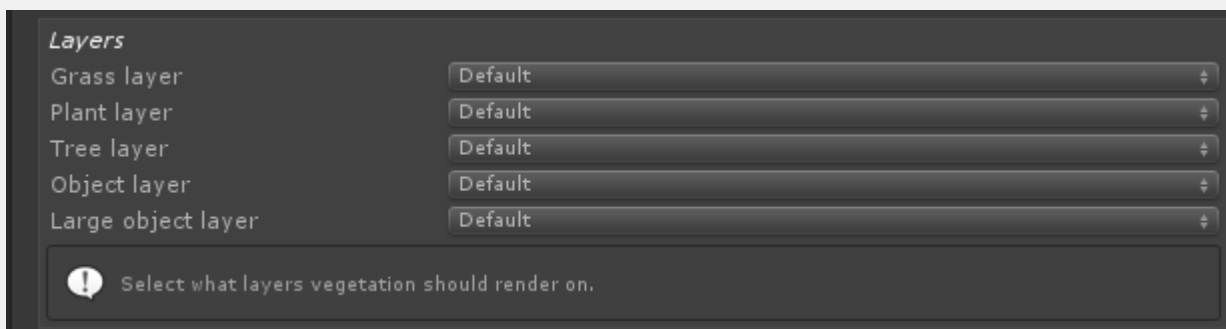 Layers
Grass layer Default
Plant layer Default
Tree layer Default
Object layer Default
Large object layer Default
Select what layers vegetation should render on.